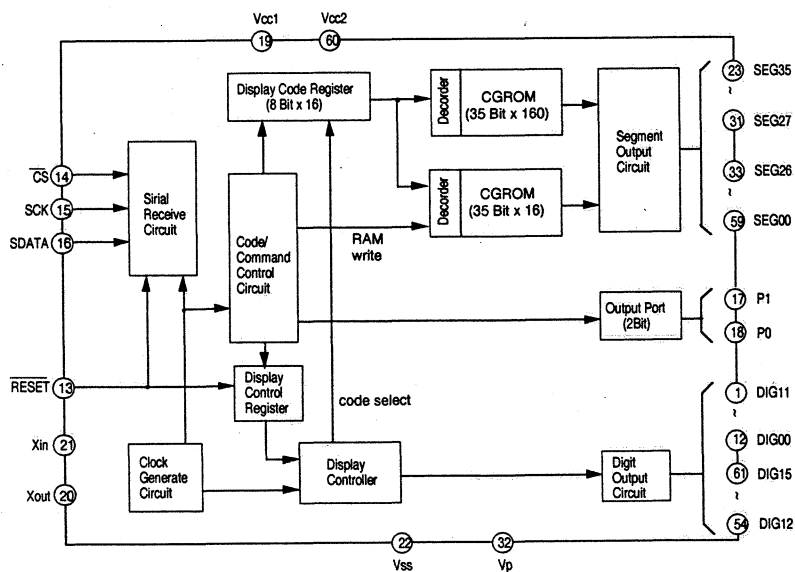 Vcc1
Vcc2
19
60
Display Code Register
(8 Bit x 16)
Decorder
CGROM
(35 Bit x 160)
Segment
Output
Circuit
23
SEG35
~
31
SEG27
33
SEG26
~
59
SEG00
CS
14
SCK
15
SDATA
16
Sirial
Receive
Circuit
Code/
Command
Control
Circuit
Decorder
CGROM
(35 Bit x 16)
RAM
write
Output Port
(2Bit)
17
P1
18
P0
RESET
13
Display
Control
Register
code select
1
DIG11
~
12
DIG00
61
DIG15
~
54
DIG12
Xin
21
Xout
20
Clock
Generate
Circuit
Display
Controller
Digit
Output
Circuit
22
32
Vss
Vp